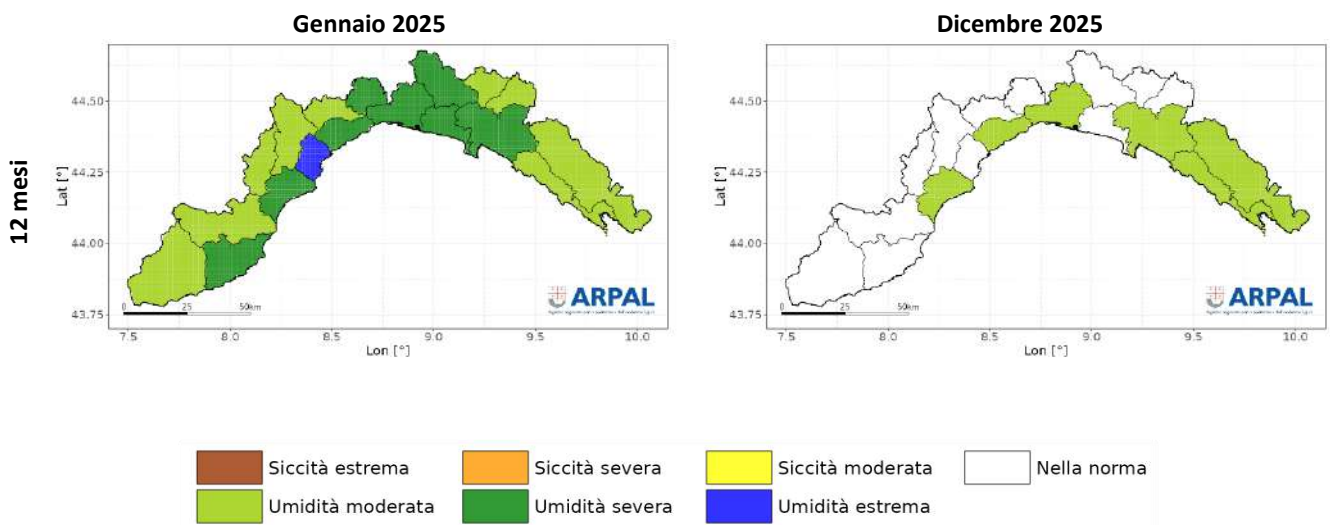 Gennaio 2025
Dicembre 2025
12 mesi
Lat [°]
44.50
44.25
44.00
43.75
0 25 50km
ARPAL
7.5 8.0 8.5 9.0 9.5 10.0
Lon [°]
Lat [°]
44.50
44.25
44.00
43.75
0 25 50km
ARPAL
7.5 8.0 8.5 9.0 9.5 10.0
Lon [°]
Siccità estrema Siccità severa Siccità moderata Nella norma
Umidità moderata Umidità severa Umidità estrema